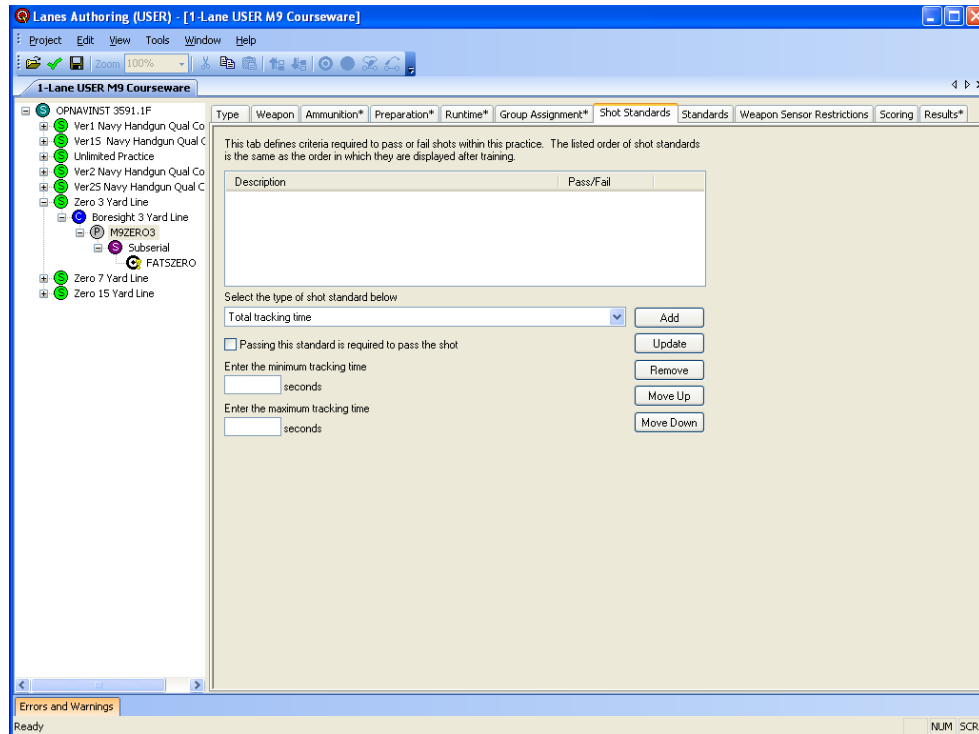 Lanes Authoring (USER) - [1-Lane USER M9 Courseware]
Project Edit View Tools Window Help
Zoom 100%
1-Lane USER M9 Courseware
S OPNAVINST 3591.1F
S Ver1 Navy Handgun Qual Co
S Ver1S Navy Handgun Qual C
S Unlimited Practice
S Ver2 Navy Handgun Qual Co
S Ver2S Navy Handgun Qual C
S Zero 3 Yard Line
C Boresight 3 Yard Line
P M9ZERO3
S Subserial
FATSZERO
S Zero 7 Yard Line
S Zero 15 Yard Line
Type Weapon Ammunition* Preparation* Runtime* Group Assignment* Shot Standards Standards Weapon Sensor Restrictions Scoring Results*
This tab defines criteria required to pass or fail shots within this practice. The listed order of shot standards
is the same as the order in which they are displayed after training.
Description Pass/Fail
Select the type of shot standard below
Total tracking time
Add
Passing this standard is required to pass the shot
Update
Enter the minimum tracking time
Remove
seconds
Move Up
Enter the maximum tracking time
Move Down
seconds
Errors and Warnings
Ready NUM SCR